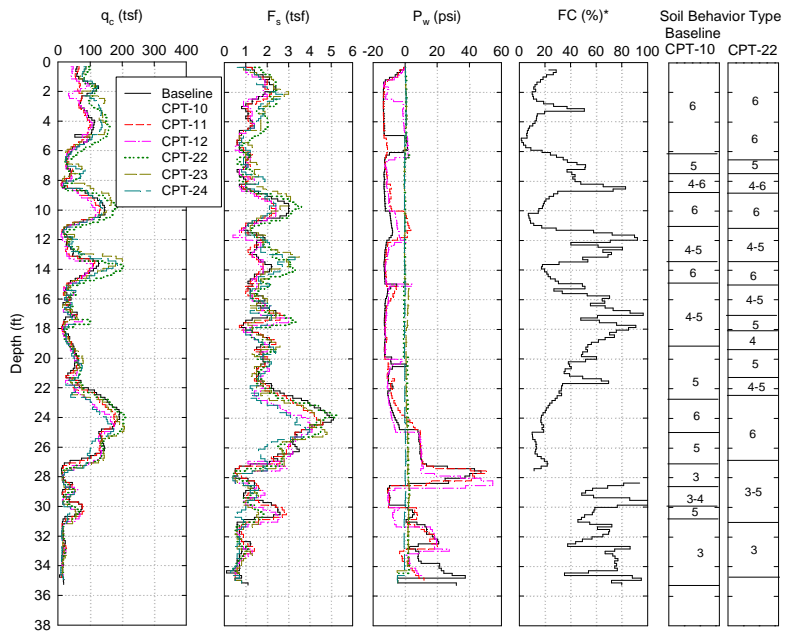 q_c (tsf)
F_s (tsf)
P_w (psi)
FC (%)*
Soil Behavior Type
Baseline
CPT-10
CPT-22
0 100 200 300 400
0 1 2 3 4 5 6
-20 0 20 40 60
0 20 40 60 80 100
Depth (ft)
0
2
4
6
8
10
12
14
16
18
20
22
24
26
28
30
32
34
36
38
Baseline
CPT-10
CPT-11
CPT-12
CPT-22
CPT-23
CPT-24
6
5
4-6
6
4-5
6
4-5
5
6
5
3
3-4
5
3
6
6
5
4-6
6
4-5
6
4-5
5
4
5
4-5
6
3-5
3